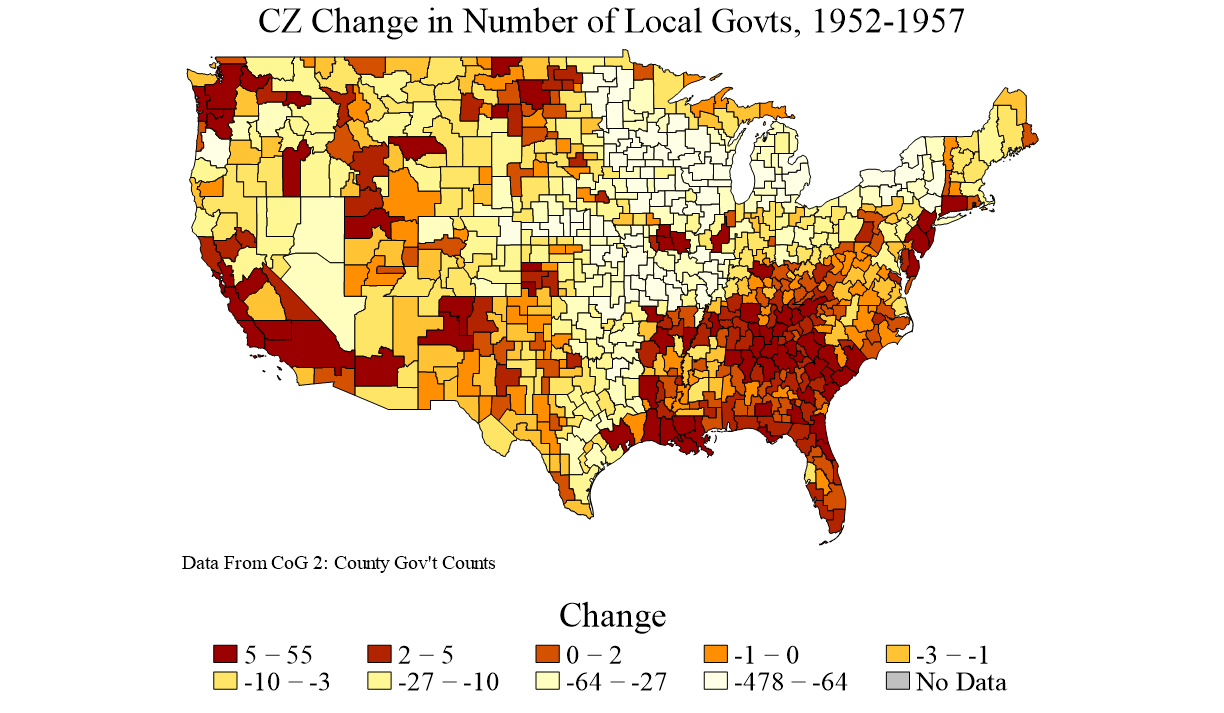 CZ Change in Number of Local Govts, 1952-1957
Data From CoG 2: County Gov't Counts
Change
5 − 55 2 − 5 0 − 2 -1 − 0 -3 − -1
-10 − -3 -27 − -10 -64 − -27 -478 − -64 No Data